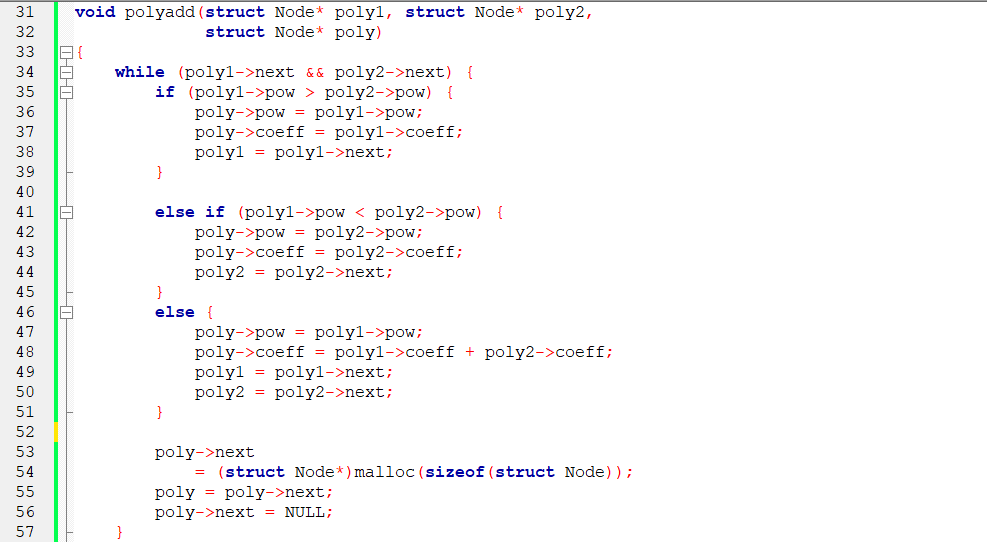 31 void polyadd(struct Node* poly1, struct Node* poly2,
32 struct Node* poly)
33 {
34 while (poly1->next && poly2->next) {
35 if (poly1->pow > poly2->pow) {
36 poly->pow = poly1->pow;
37 poly->coeff = poly1->coeff;
38 poly1 = poly1->next;
39 }
40
41 else if (poly1->pow < poly2->pow) {
42 poly->pow = poly2->pow;
43 poly->coeff = poly2->coeff;
44 poly2 = poly2->next;
45 }
46 else {
47 poly->pow = poly1->pow;
48 poly->coeff = poly1->coeff + poly2->coeff;
49 poly1 = poly1->next;
50 poly2 = poly2->next;
51 }
52
53 poly->next
54 = (struct Node*)malloc(sizeof(struct Node));
55 poly = poly->next;
56 poly->next = NULL;
57 }